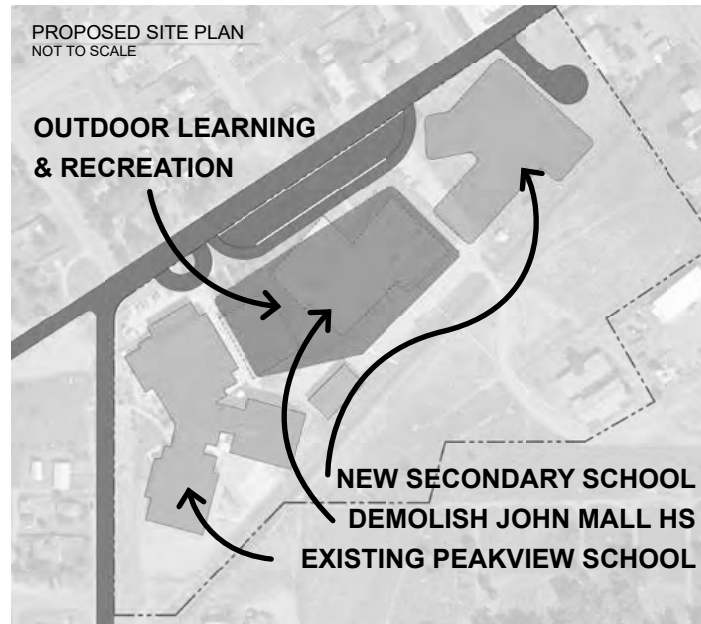 PROPOSED SITE PLAN
NOT TO SCALE
OUTDOOR LEARNING
& RECREATION
NEW SECONDARY SCHOOL
DEMOLISH JOHN MALL HS
EXISTING PEAKVIEW SCHOOL